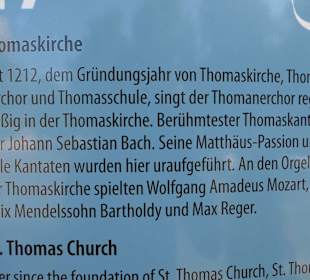 omaskirche
t 1212, dem Gründungsjahr von Thomaskirche, Tho
rchor und Thomasschule, singt der Thomanerchor re
ßig in der Thomaskirche. Berühmtester Thomaskant
r Johann Sebastian Bach. Seine Matthäus-Passion u
le Kantaten wurden hier uraufgeführt. An den Orgel
r Thomaskirche spielten Wolfgang Amadeus Mozart,
ix Mendelssohn Bartholdy und Max Reger.
. Thomas Church
er since the foundation of St. Thomas Church, St. Tho